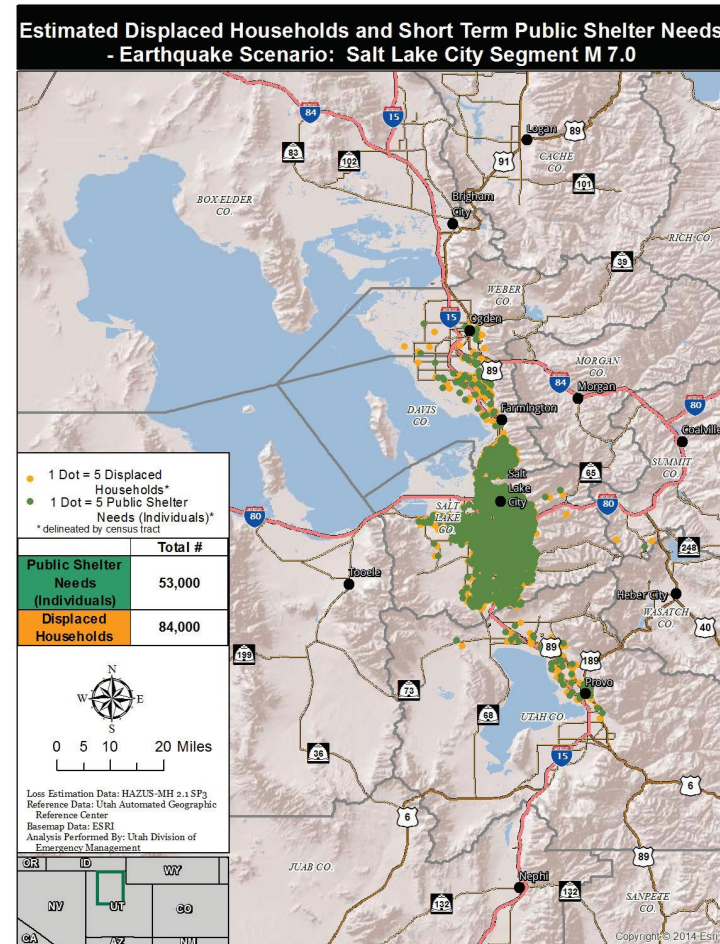 Estimated Displaced Households and Short Term Public Shelter Needs
- Earthquake Scenario:  Salt Lake City Segment M 7.0
84
15
Logan
89
83
102
91
CACHE
CO.
101
BOX ELDER
CO.
Brigham
City
RICH CO.
39
WEBER
CO.
15
Ogden
89
MORGAN
CO.
84
Morgan
80
DAVIS
CO.
Farmington
Coalville
SUMMIT
CO.
65
Salt
Lake
City
SALT
LAKE
CO.
80
80
248
Tooele
Heber City
WASATCH
CO.
40
199
89
189
73
Provo
68
UTAH CO.
36
15
6
6
89
JUAB CO.
Nephi
132
132
SANPETE
CO.
1 Dot = 5 Displaced
Households*
1 Dot = 5 Public Shelter
Needs (Individuals)*
* delineated by census tract
Total #
Public Shelter
Needs
(Individuals)
53,000
Displaced
Households
84,000
N
W
E
S
0 5 10 20 Miles
Loss Estimation Data: HAZUS-MH 2.1 SP3
Reference Data: Utah Automated Geographic
Reference Center
Basemap Data: ESRI
Analysis Performed By: Utah Division of
Emergency Management
OR
ID
WY
NV
UT
CO
CA
AZ
NM
Copyright © 2014 Esri